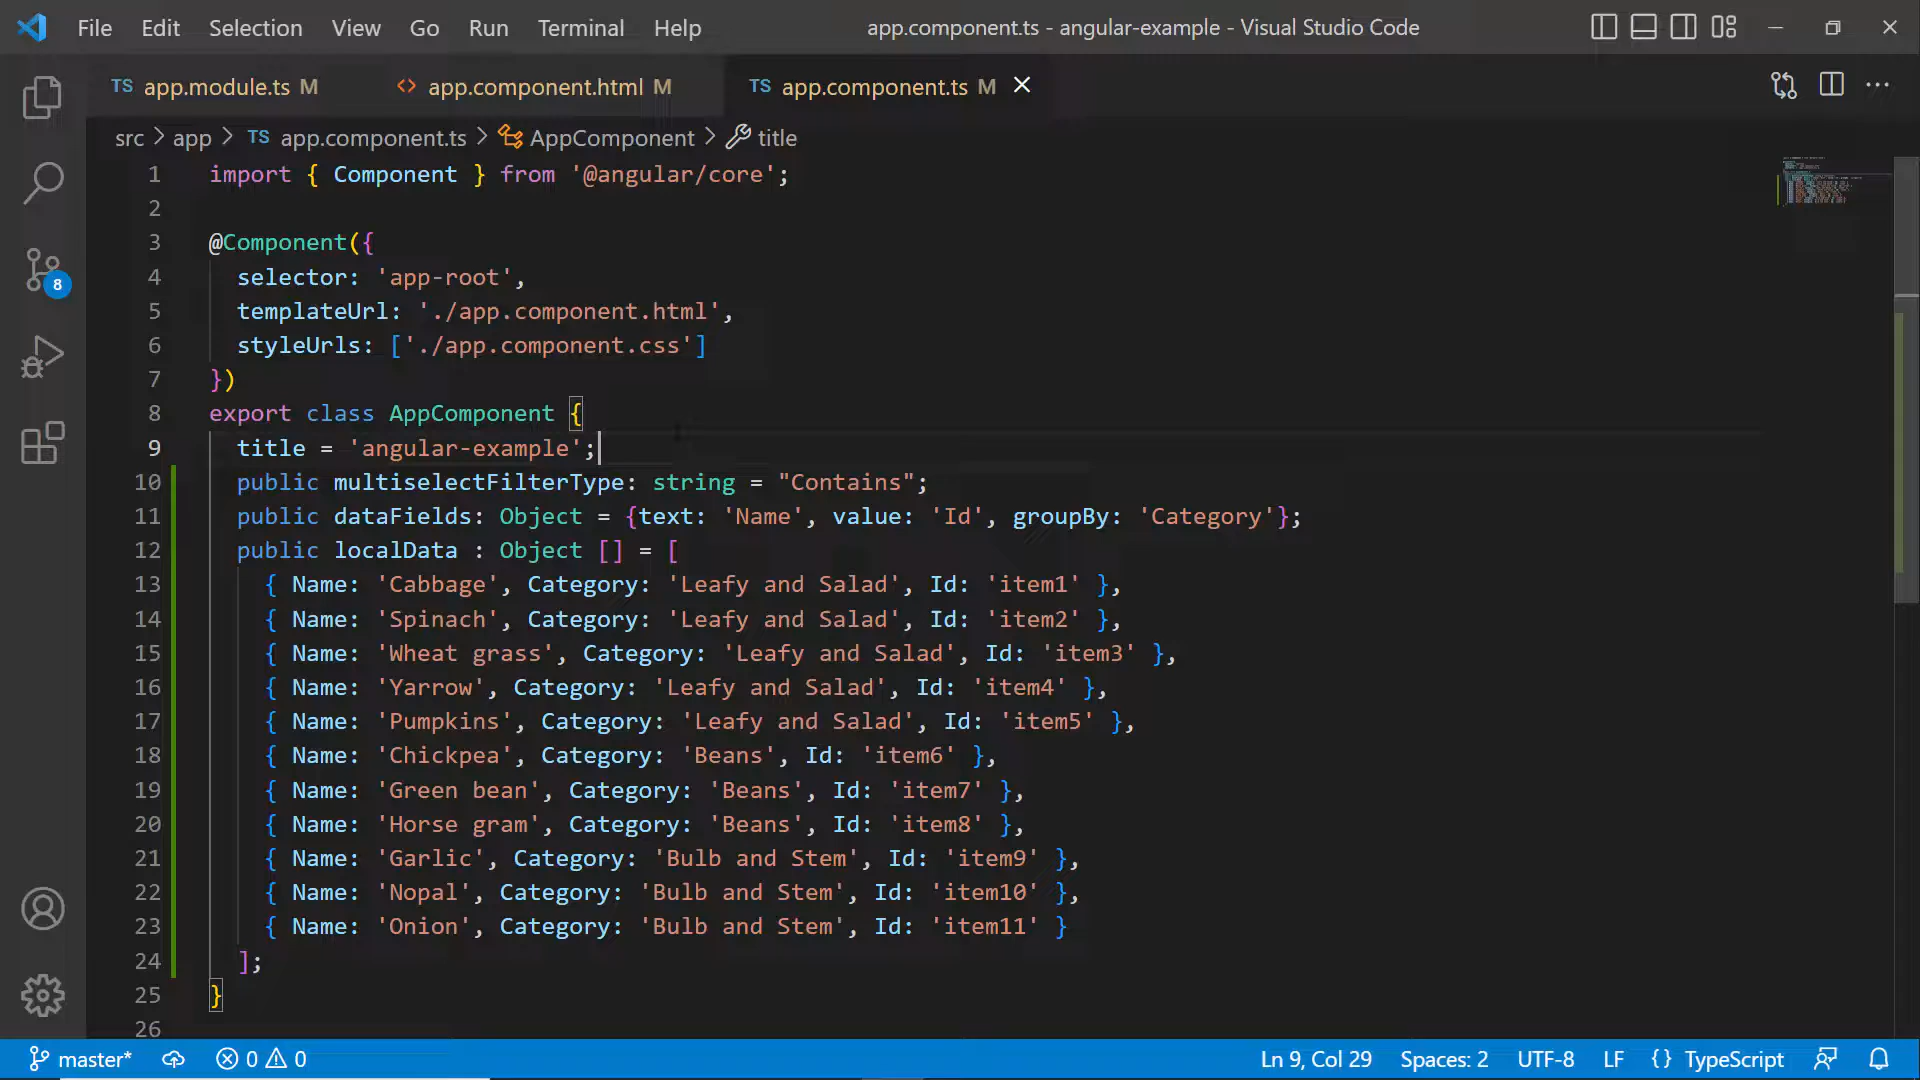 File Edit Selection View Go Run Terminal Help app.component.ts - angular-example - Visual Studio Code
TS app.module.ts M <> app.component.html M TS app.component.ts M
src > app > TS app.component.ts > AppComponent > title
1 import { Component } from '@angular/core';
2
3 @Component({
4 selector: 'app-root',
5 templateUrl: './app.component.html',
6 styleUrls: ['./app.component.css']
7 })
8 export class AppComponent {
9 title = 'angular-example';
10 public multiselectFilterType: string = "Contains";
11 public dataFields: Object = {text: 'Name', value: 'Id', groupBy: 'Category'};
12 public localData : Object [] = [
13 { Name: 'Cabbage', Category: 'Leafy and Salad', Id: 'item1' },
14 { Name: 'Spinach', Category: 'Leafy and Salad', Id: 'item2' },
15 { Name: 'Wheat grass', Category: 'Leafy and Salad', Id: 'item3' },
16 { Name: 'Yarrow', Category: 'Leafy and Salad', Id: 'item4' },
17 { Name: 'Pumpkins', Category: 'Leafy and Salad', Id: 'item5' },
18 { Name: 'Chickpea', Category: 'Beans', Id: 'item6' },
19 { Name: 'Green bean', Category: 'Beans', Id: 'item7' },
20 { Name: 'Horse gram', Category: 'Beans', Id: 'item8' },
21 { Name: 'Garlic', Category: 'Bulb and Stem', Id: 'item9' },
22 { Name: 'Nopal', Category: 'Bulb and Stem', Id: 'item10' },
23 { Name: 'Onion', Category: 'Bulb and Stem', Id: 'item11' }
24 ];
25 }
26
8
master* 0 0 Ln 9, Col 29 Spaces: 2 UTF-8 LF {} TypeScript